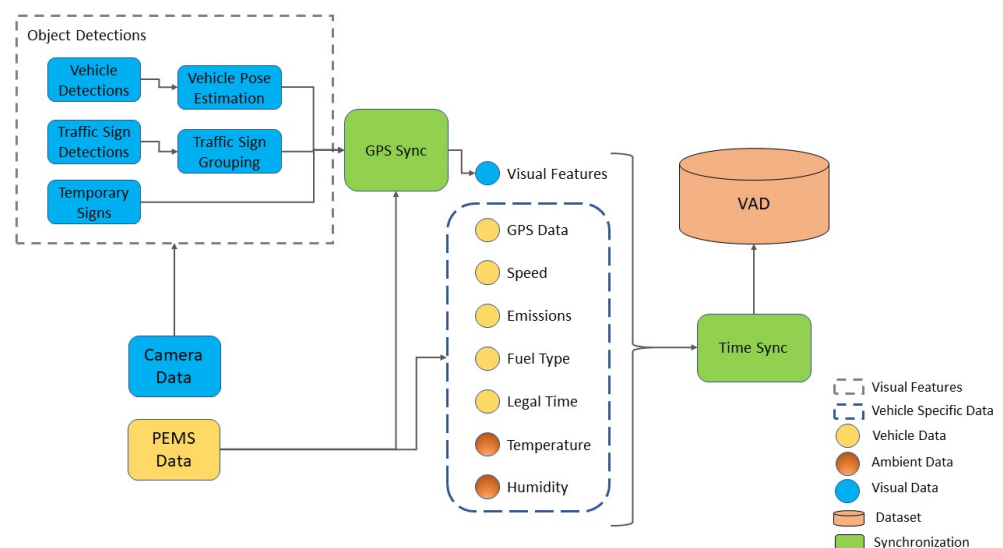 Object Detections
Vehicle
Detections
Vehicle Pose
Estimation
Traffic Sign
Detections
Traffic Sign
Grouping
Temporary
Signs
GPS Sync
Visual Features
GPS Data
Speed
Emissions
Fuel Type
Legal Time
Temperature
Humidity
Camera
Data
PEMS
Data
VAD
Time Sync
Visual Features
Vehicle Specific Data
Vehicle Data
Ambient Data
Visual Data
Dataset
Synchronization